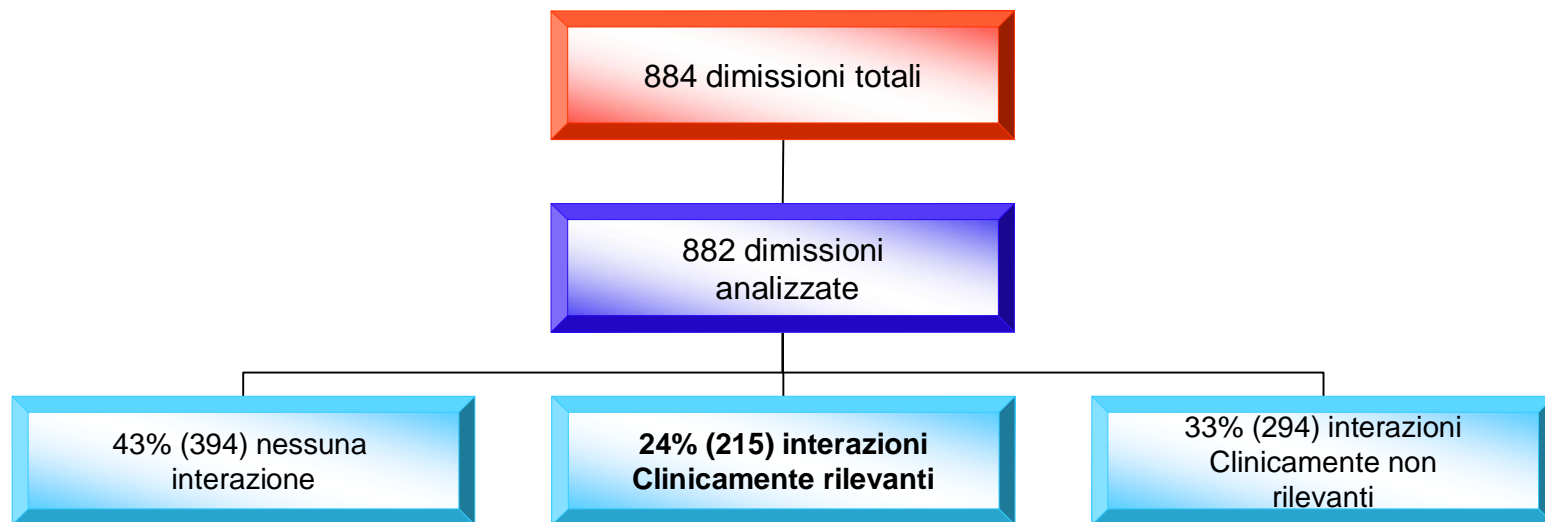 884 dimissioni totali
882 dimissioni
analizzate
43% (394) nessuna
interazione
24% (215) interazioni
Clinicamente rilevanti
33% (294) interazioni
Clinicamente non
rilevanti